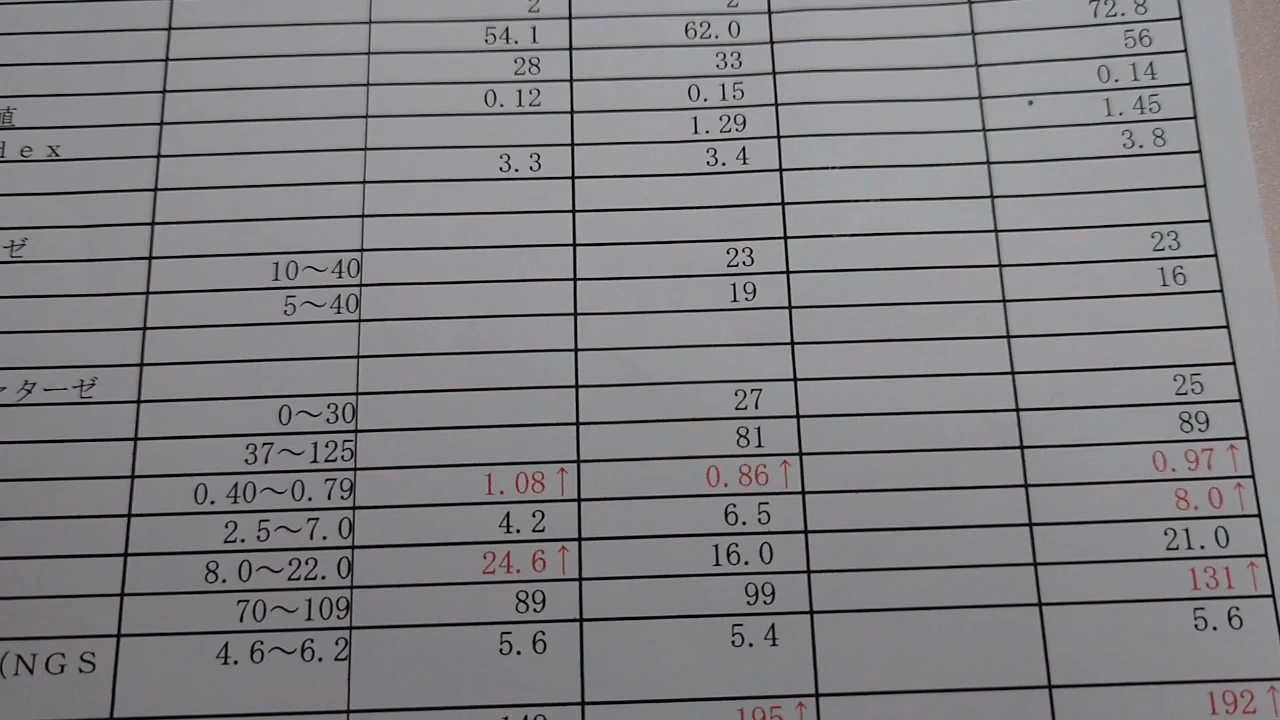 72.8
54.1 62.0 56
28 33 0.14
値 0.12 0.15 1.45
dex 1.29 3.8
3.3 3.4
ゼ
10～40 23 23
5～40 19 16
ターゼ
0～30 27 25
37～125 81 89
0.40～0.79 1.08↑ 0.86↑ 0.97↑
2.5～7.0 4.2 6.5 8.0↑
8.0～22.0 24.6↑ 16.0 21.0
70～109 89 99 131↑
(NGS 4.6～6.2 5.6 5.4 5.6
195↑ 192↑